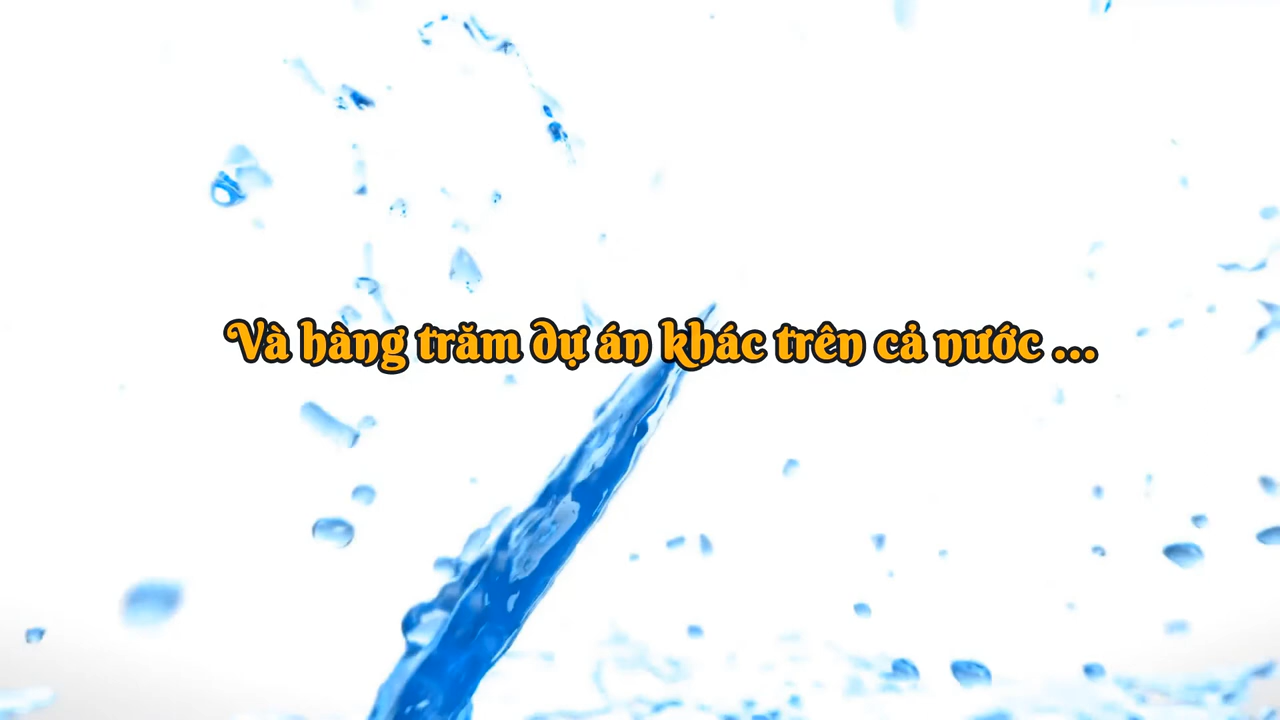 Và hàng trăm dự án khác trên cả nước ...